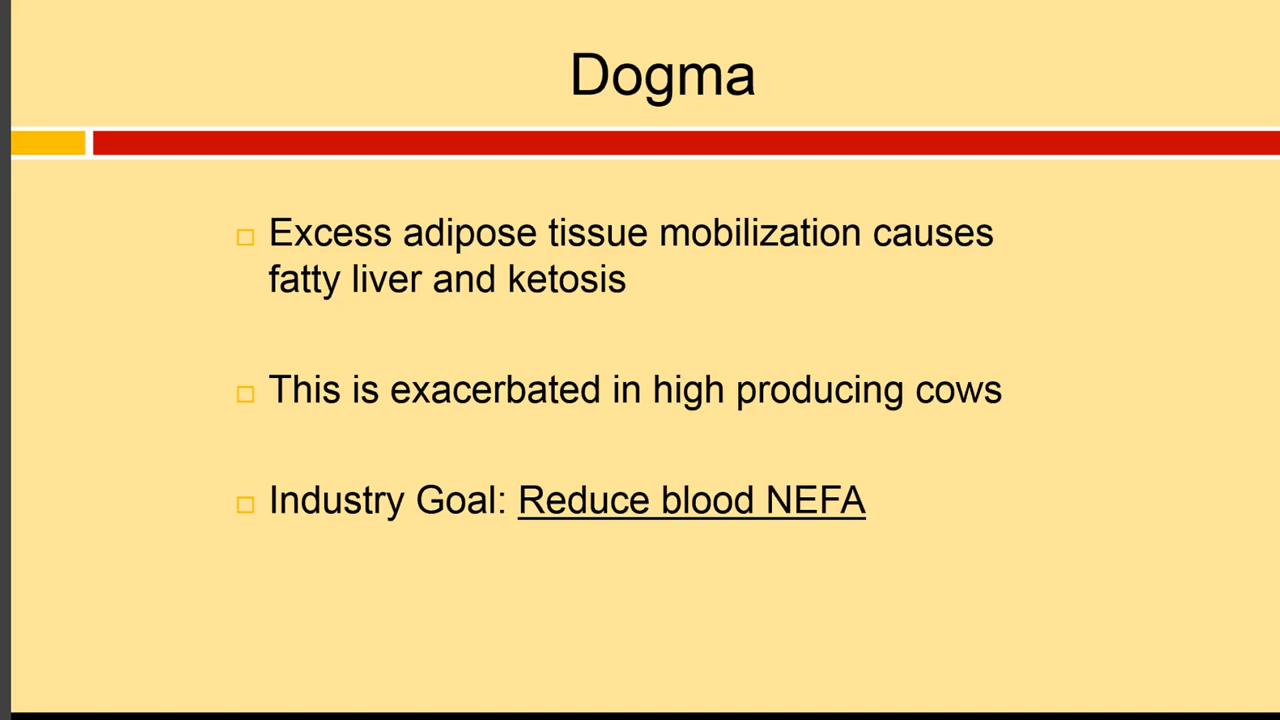 Dogma
Excess adipose tissue mobilization causes
fatty liver and ketosis
This is exacerbated in high producing cows
Industry Goal: Reduce blood NEFA